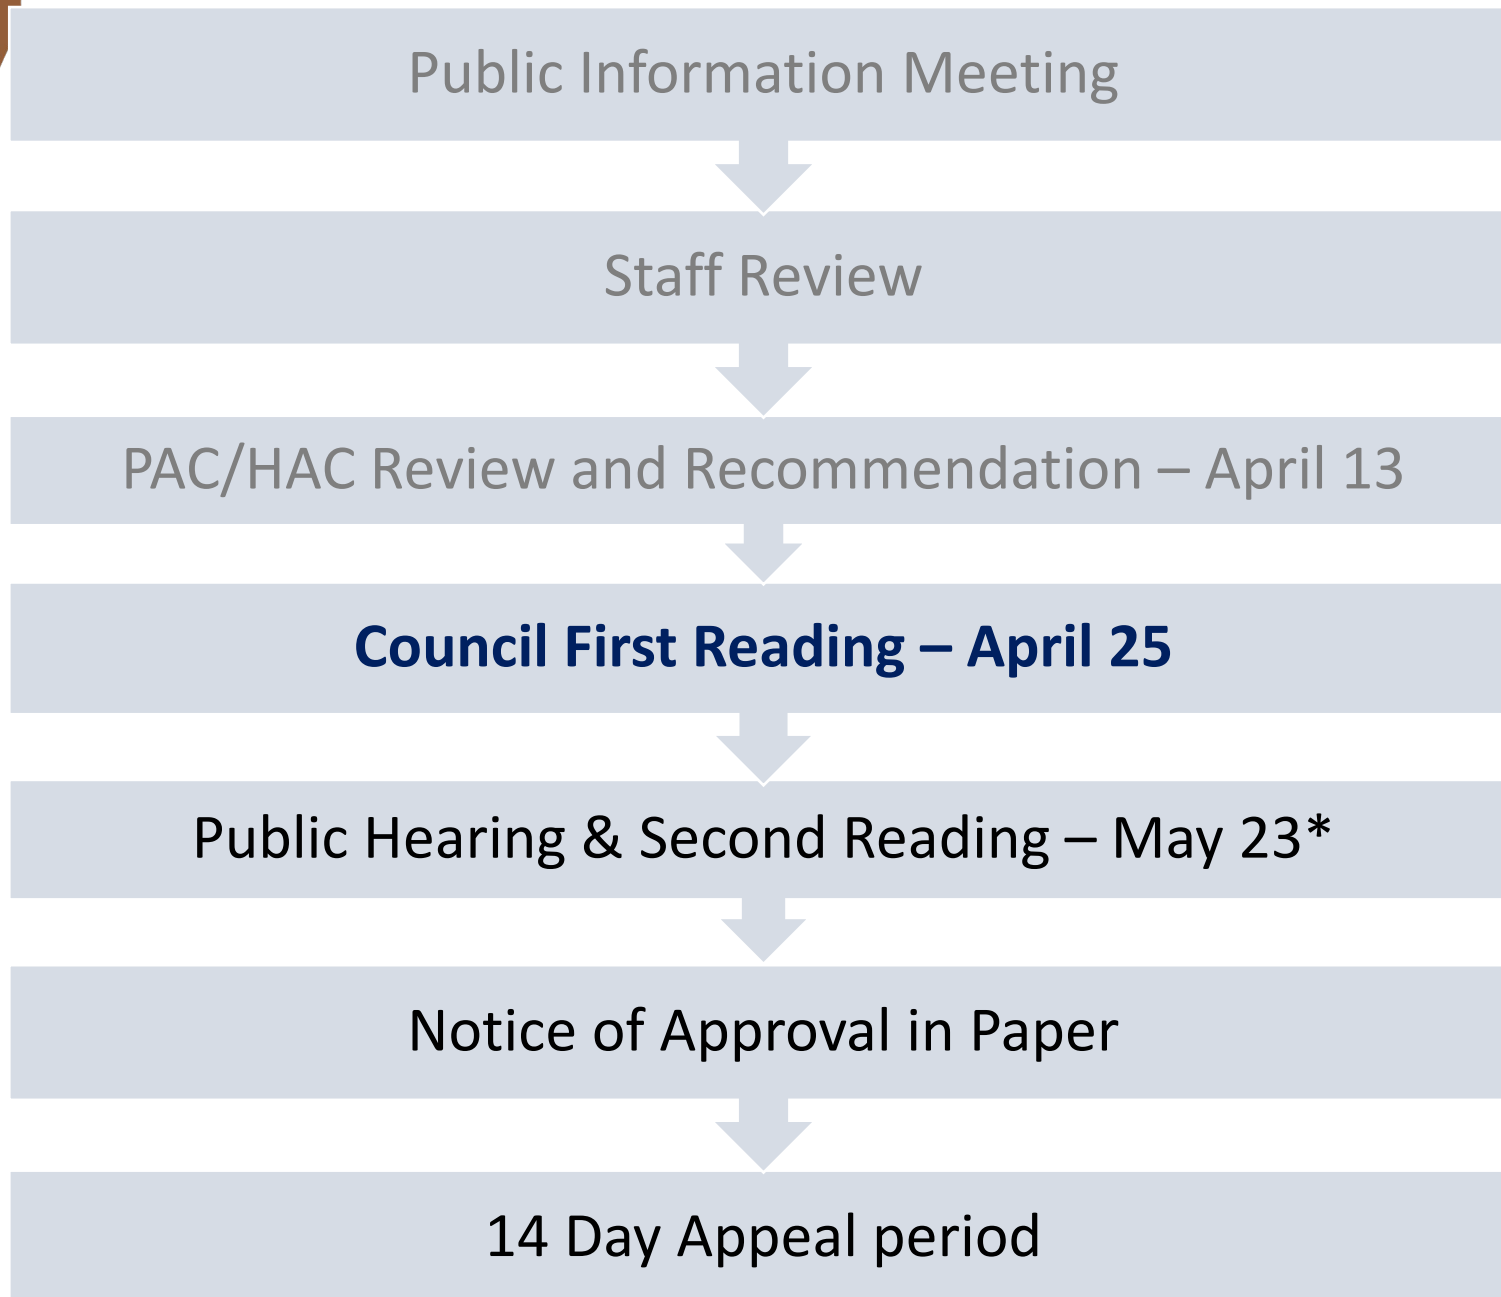 Public Information Meeting
Staff Review
PAC/HAC Review and Recommendation – April 13
Council First Reading – April 25
Public Hearing & Second Reading – May 23*
Notice of Approval in Paper
14 Day Appeal period